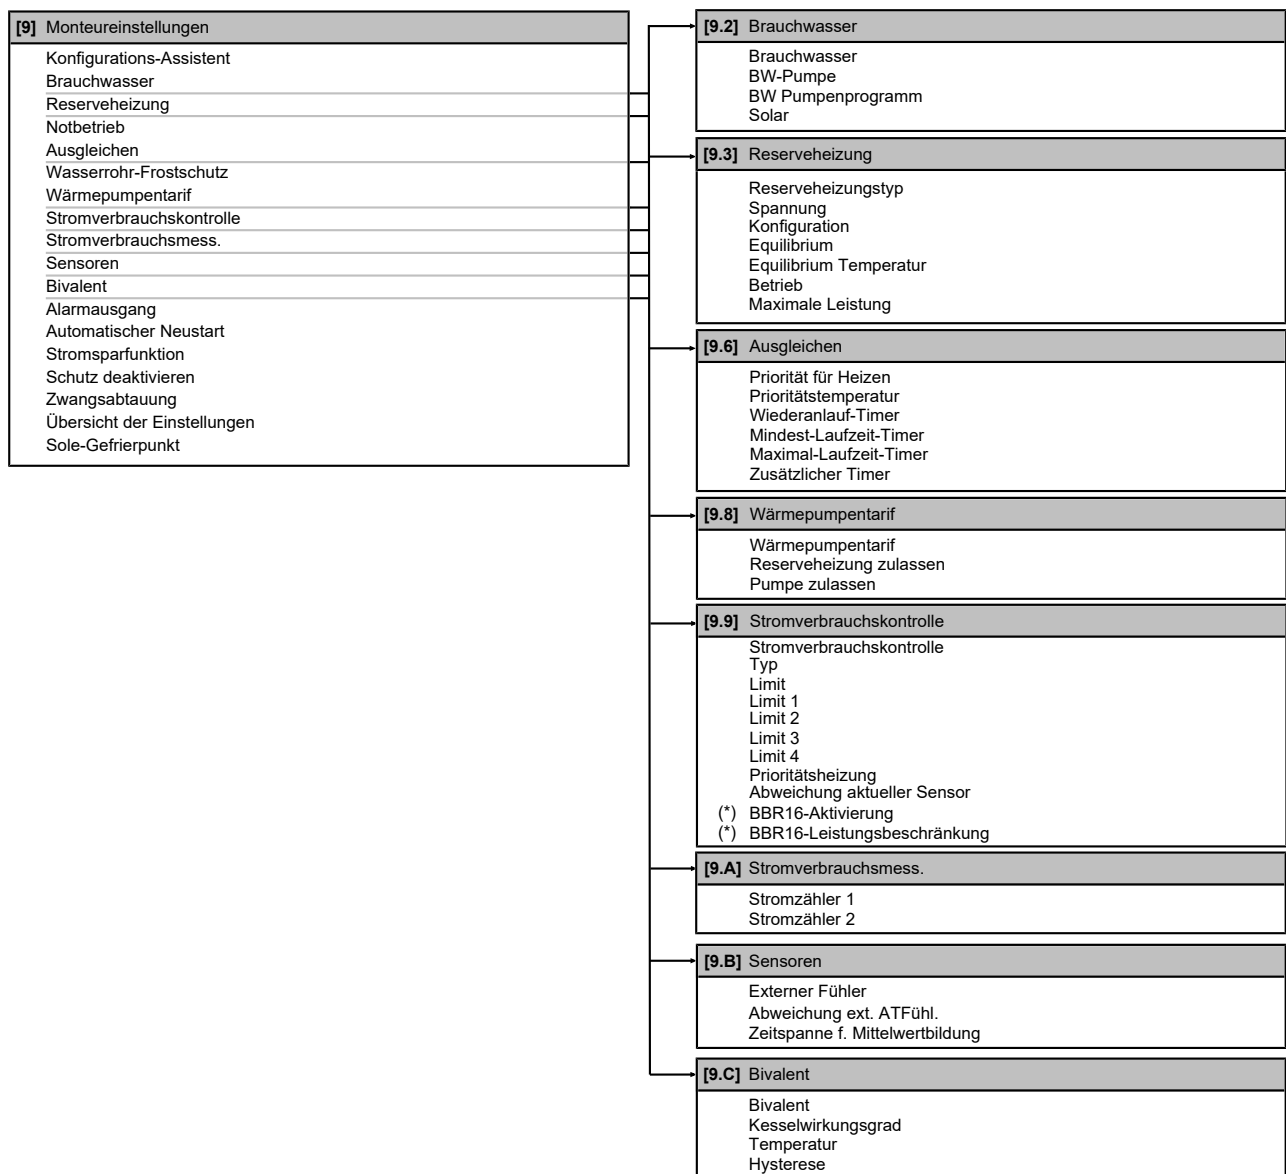 [9] Monteureinstellungen
Konfigurations-Assistent
Brauchwasser
Reserveheizung
Notbetrieb
Ausgleichen
Wasserrohr-Frostschutz
Wärmepumpentarif
Stromverbrauchskontrolle
Stromverbrauchsmess.
Sensoren
Bivalent
Alarmausgang
Automatischer Neustart
Stromsparfunktion
Schutz deaktivieren
Zwangsabtauung
Übersicht der Einstellungen
Sole-Gefrierpunkt
[9.2] Brauchwasser
Brauchwasser
BW-Pumpe
BW Pumpenprogramm
Solar
[9.3] Reserveheizung
Reserveheizungstyp
Spannung
Konfiguration
Equilibrium
Equilibrium Temperatur
Betrieb
Maximale Leistung
[9.6] Ausgleichen
Priorität für Heizen
Prioritätstemperatur
Wiederanlauf-Timer
Mindest-Laufzeit-Timer
Maximal-Laufzeit-Timer
Zusätzlicher Timer
[9.8] Wärmepumpentarif
Wärmepumpentarif
Reserveheizung zulassen
Pumpe zulassen
[9.9] Stromverbrauchskontrolle
Stromverbrauchskontrolle
Typ
Limit
Limit 1
Limit 2
Limit 3
Limit 4
Prioritätsheizung
Abweichung aktueller Sensor
(*) BBR16-Aktivierung
(*) BBR16-Leistungsbeschränkung
[9.A] Stromverbrauchsmess.
Stromzähler 1
Stromzähler 2
[9.B] Sensoren
Externer Fühler
Abweichung ext. ATFühl.
Zeitspanne f. Mittelwertbildung
[9.C] Bivalent
Bivalent
Kesselwirkungsgrad
Temperatur
Hysterese